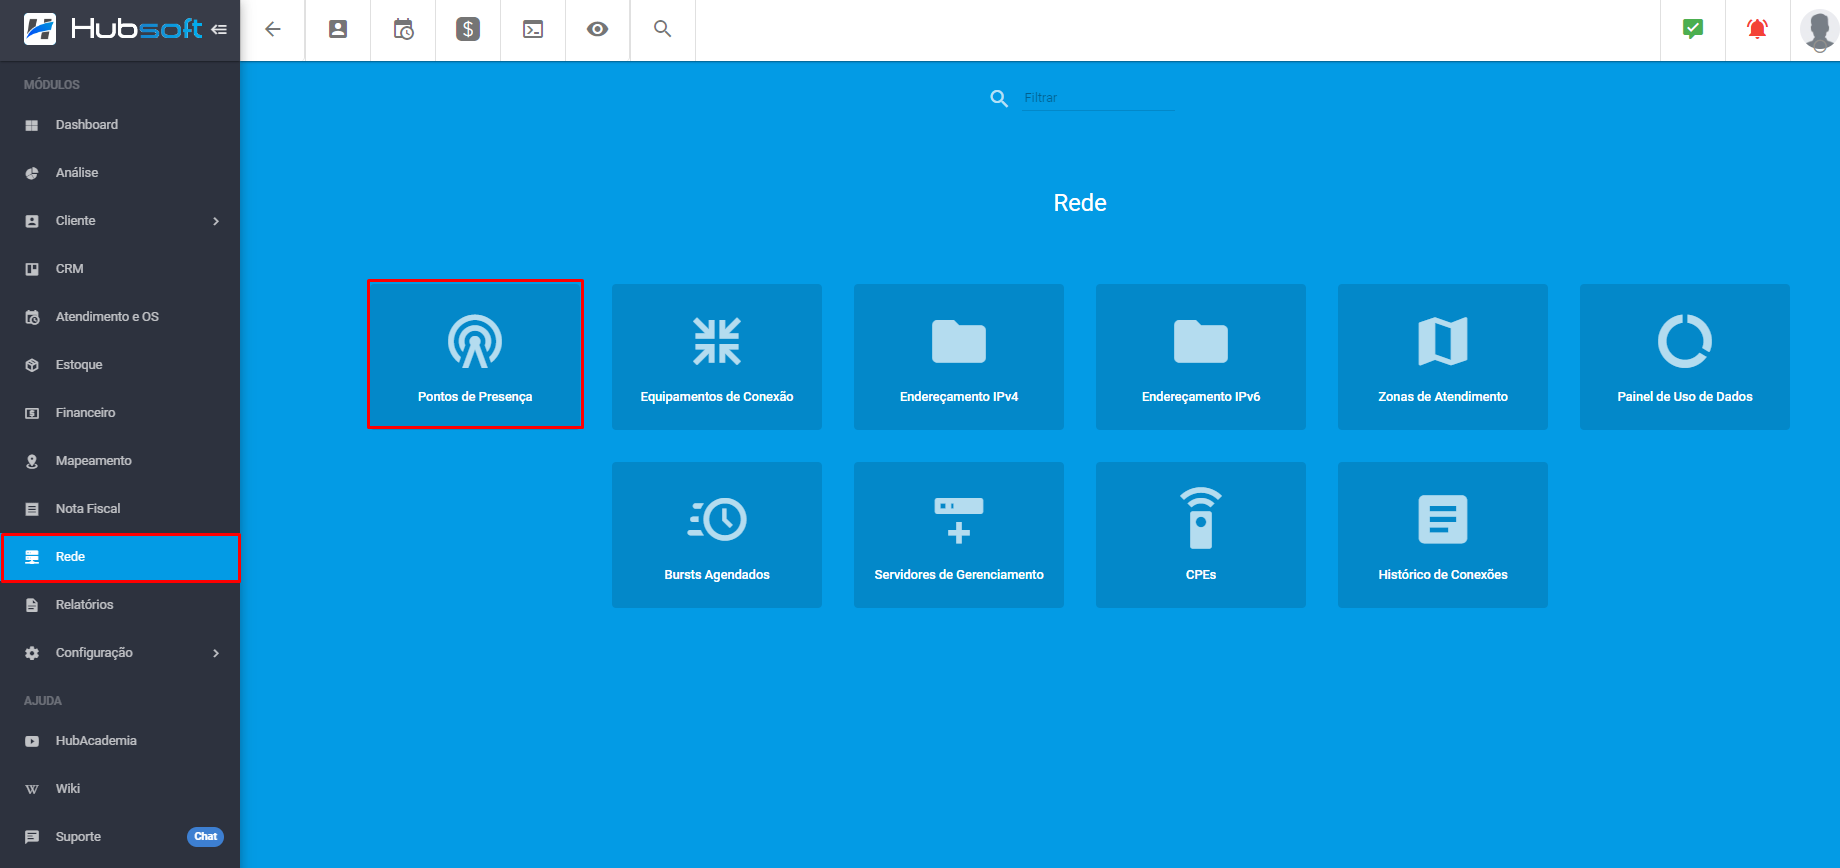 Hubsoft
MÓDULOS
Dashboard
Análise
Cliente
CRM
Atendimento e OS
Estoque
Financeiro
Mapeamento
Nota Fiscal
Rede
Relatórios
Configuração
AJUDA
HubAcademia
Wiki
Suporte
Chat
Filtrar
Rede
Pontos de Presença
Equipamentos de Conexão
Endereçamento IPv4
Endereçamento IPv6
Zonas de Atendimento
Painel de Uso de Dados
Bursts Agendados
Servidores de Gerenciamento
CPEs
Histórico de Conexões